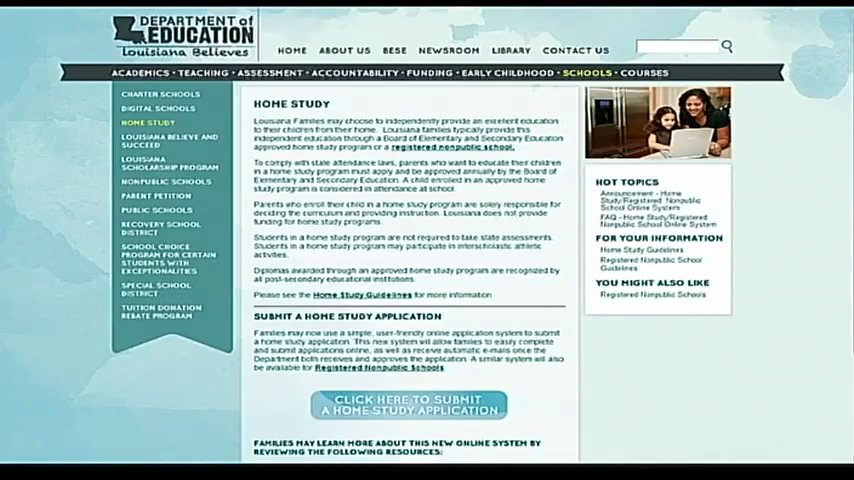 DEPARTMENT of
EDUCATION
Louisiana Believes
HOME ABOUT US BESE NEWSROOM LIBRARY CONTACT US
ACADEMICS • TEACHING • ASSESSMENT • ACCOUNTABILITY • FUNDING • EARLY CHILDHOOD • SCHOOLS • COURSES
CHARTER SCHOOLS
DIGITAL SCHOOLS
HOME STUDY
LOUISIANA BELIEVE AND
SUCCEED
LOUISIANA
SCHOLARSHIP PROGRAM
NONPUBLIC SCHOOLS
PARENT PETITION
PUBLIC SCHOOLS
RECOVERY SCHOOL
DISTRICT
SCHOOL CHOICE
PROGRAM FOR CERTAIN
STUDENTS WITH
EXCEPTIONALITIES
SPECIAL SCHOOL
DISTRICT
TUITION DONATION
REBATE PROGRAM
HOME STUDY
Louisiana Families may choose to independently provide an excellent education
to their children from their home. Louisiana families typically provide this
independent education through a Board of Elementary and Secondary Education
approved home study program or a registered nonpublic school.
To comply with state attendance laws, parents who want to educate their children
in a home study program must apply and be approved annually by the Board of
Elementary and Secondary Education. A child enrolled in an approved home
study program is considered in attendance at school.
Parents who enroll their child in a home study program are solely responsible for
deciding the curriculum and providing instruction. Louisiana does not provide
funding for home study programs.
Students in a home study program are not required to take state assessments.
Students in a home study program may participate in interscholastic athletic
activities.
Diplomas awarded through an approved home study program are recognized by
all post-secondary educational institutions.
Please see the Home Study Guidelines for more information
SUBMIT A HOME STUDY APPLICATION
Families may now use a simple, user-friendly online application system to submit
a home study application. This new system will allow families to easily complete
and submit applications online, as well as receive automatic e-mails once the
Department both receives and approves the application. A similar system will also
be available for Registered Nonpublic Schools
CLICK HERE TO SUBMIT
A HOME STUDY APPLICATION
FAMILIES MAY LEARN MORE ABOUT THIS NEW ONLINE SYSTEM BY
REVIEWING THE FOLLOWING RESOURCES:
HOT TOPICS
Announcement - Home
Study/Registered Nonpublic
School Online System
FAQ - Home Study/Registered
Nonpublic School Online System
FOR YOUR INFORMATION
Home Study Guidelines
Registered Nonpublic School
Guidelines
YOU MIGHT ALSO LIKE
Registered Nonpublic Schools